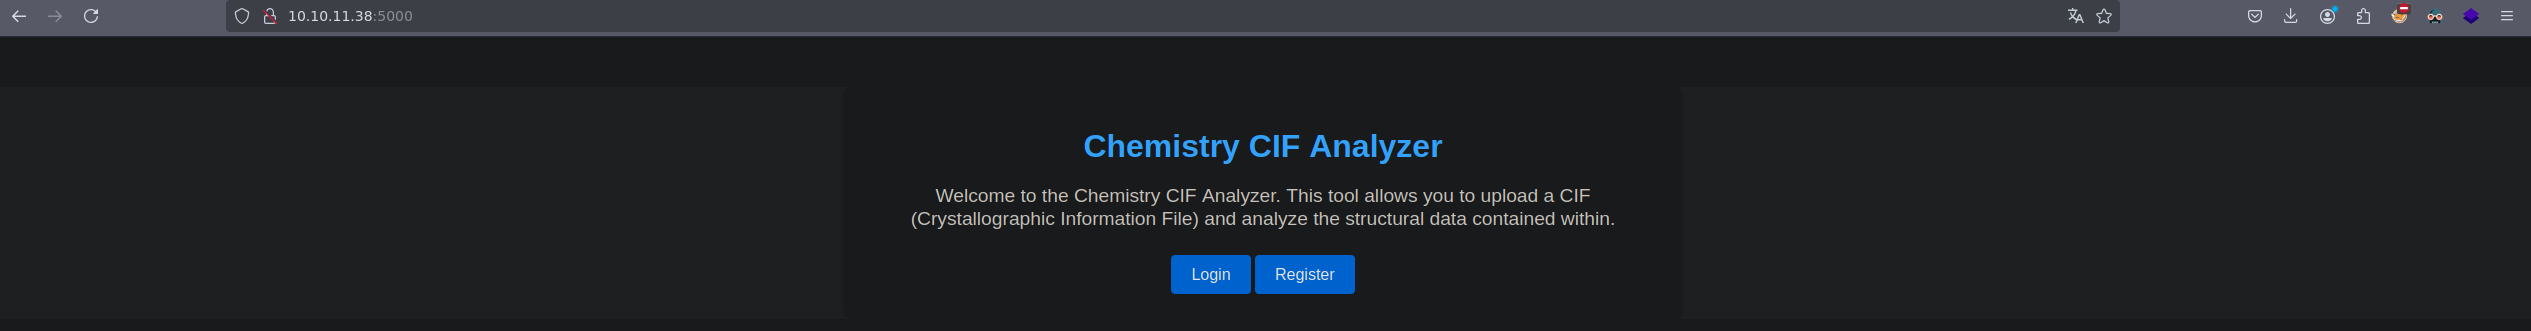 10.10.11.38:5000
Chemistry CIF Analyzer
Welcome to the Chemistry CIF Analyzer. This tool allows you to upload a CIF
(Crystallographic Information File) and analyze the structural data contained within.
Login Register